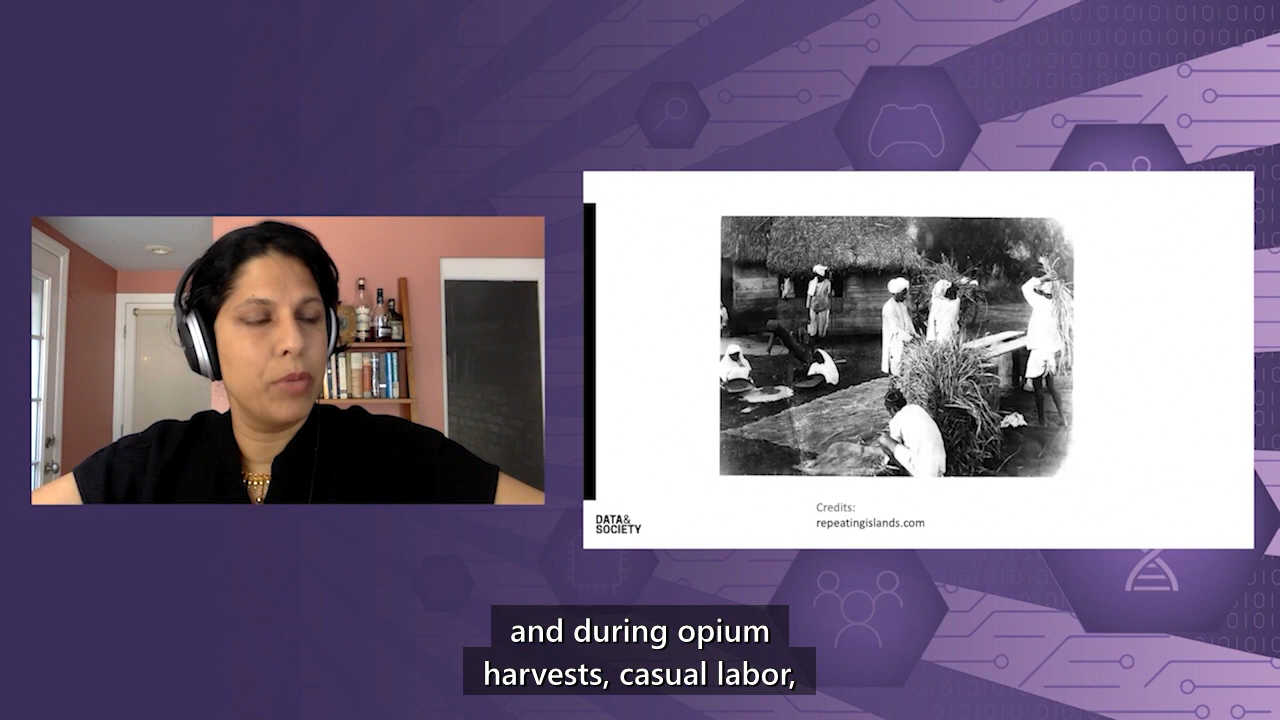 DATA&
SOCIETY
Credits:
repeatingislands.com
and during opium
harvests, casual labor,